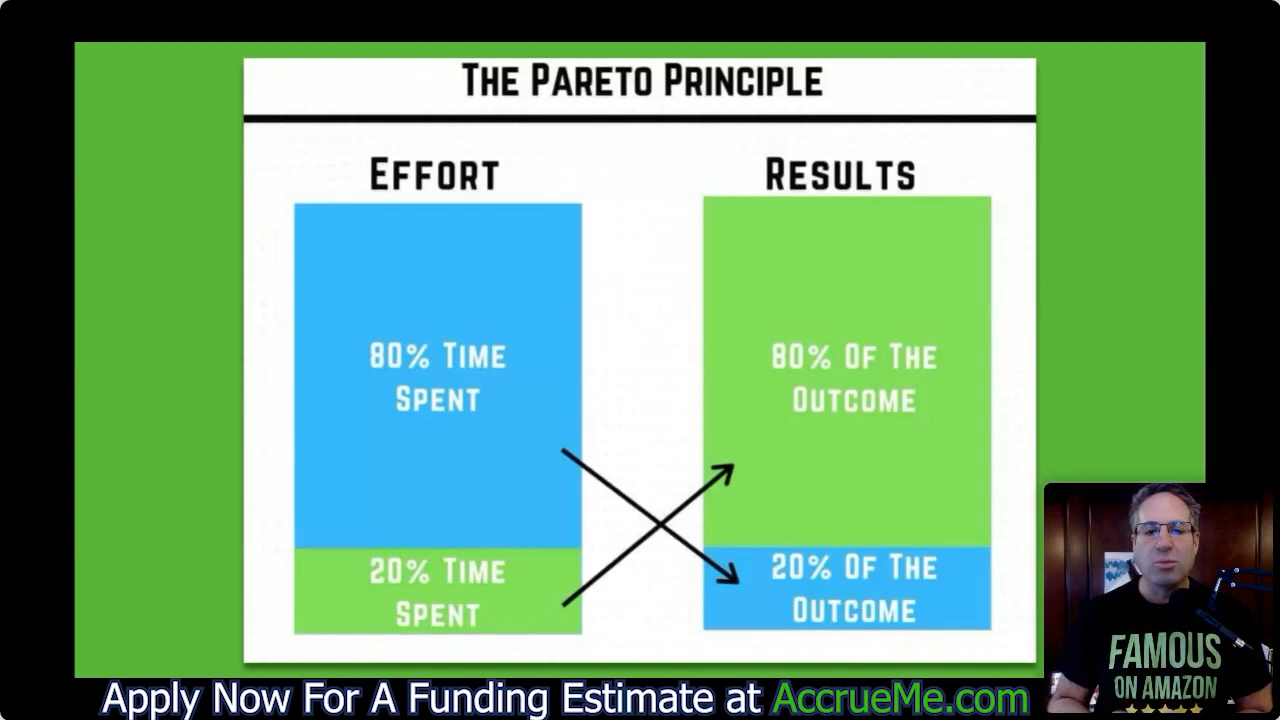 THE PARETO PRINCIPLE
EFFORT
RESULTS
80% TIME
SPENT
80% OF THE
OUTCOME
20% TIME
SPENT
20% OF THE
OUTCOME
FAMOUS
ON AMAZON
Apply Now For A Funding Estimate at AccrueMe.com